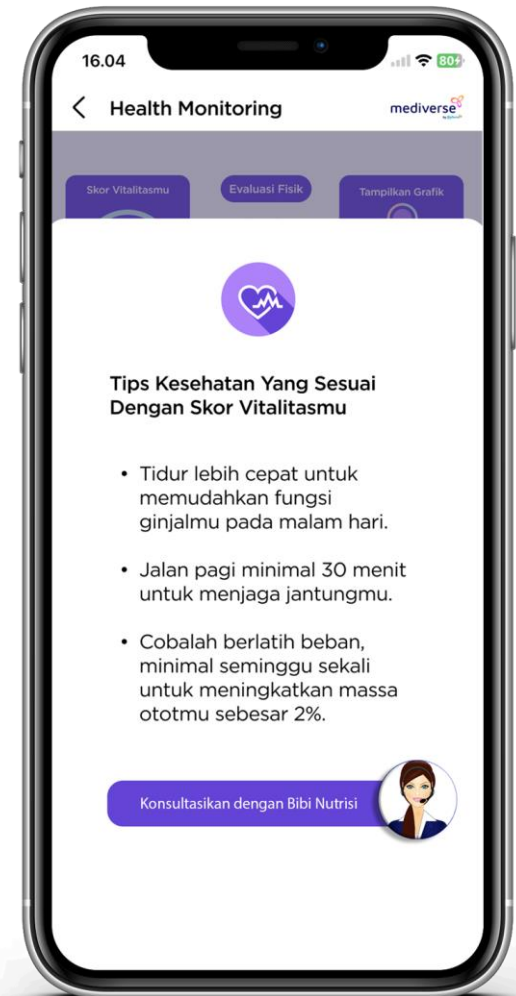 16.04
80
Health Monitoring
mediverse
Skor Vitalitasmu
Evaluasi Fisik
Tampilkan Grafik
Tips Kesehatan Yang Sesuai
Dengan Skor Vitalitasmu
• Tidur lebih cepat untuk
memudahkan fungsi
ginjalmu pada malam hari.
• Jalan pagi minimal 30 menit
untuk menjaga jantungmu.
• Cobalah berlatih beban,
minimal seminggu sekali
untuk meningkatkan massa
ototmu sebesar 2%.
Konsultasikan dengan Bibi Nutrisi